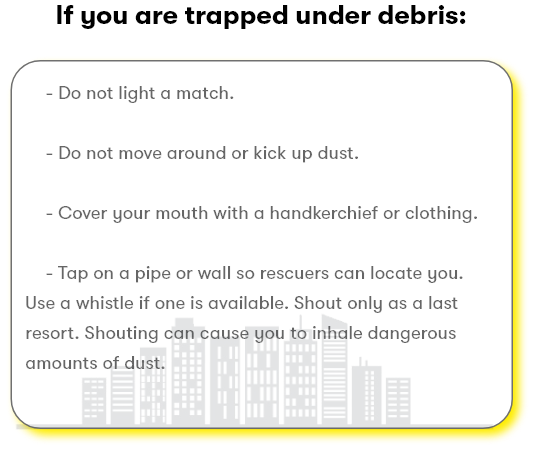 If you are trapped under debris:
- Do not light a match.
- Do not move around or kick up dust.
- Cover your mouth with a handkerchief or clothing.
- Tap on a pipe or wall so rescuers can locate you.
Use a whistle if one is available. Shout only as a last
resort. Shouting can cause you to inhale dangerous
amounts of dust.